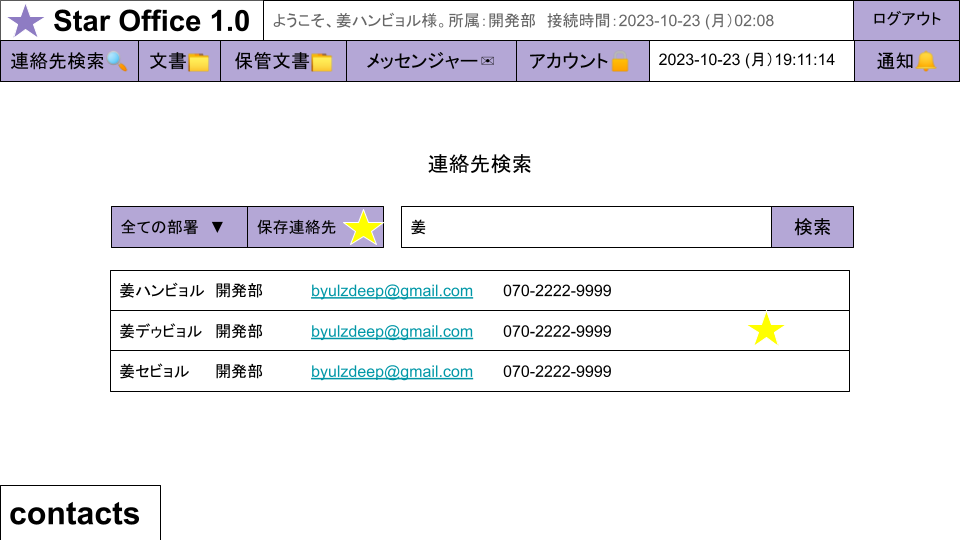 Star Office 1.0 ようこそ、姜ハンビョル様。所属：開発部 接続時間：2023-10-23 (月) 02:08 ログアウト
連絡先検索 文書 保管文書 メッセンジャー アカウント 2023-10-23 (月) 19:11:14 通知
連絡先検索
全ての部署 ▼ 保存連絡先 姜 検索
姜ハンビョル 開発部 byulzdeep@gmail.com 070-2222-9999
姜デゥビョル 開発部 byulzdeep@gmail.com 070-2222-9999
姜セビョル 開発部 byulzdeep@gmail.com 070-2222-9999
contacts